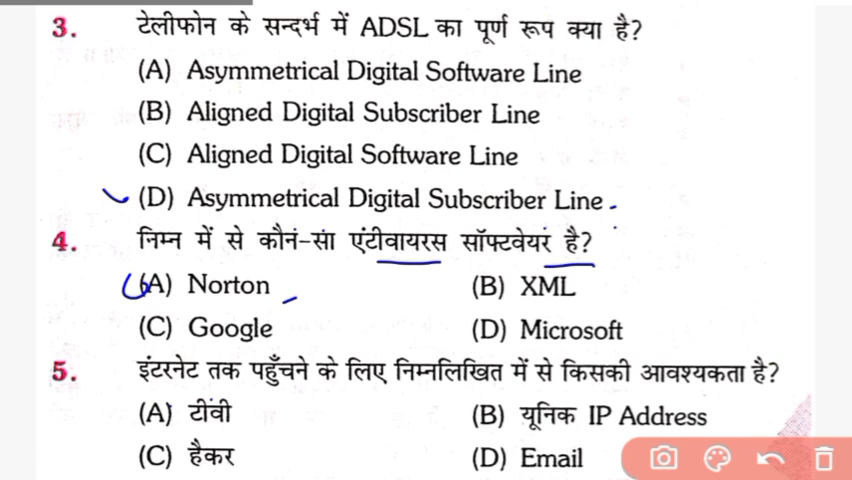 3. टेलीफोन के सन्दर्भ में ADSL का पूर्ण रूप क्या है?
(A) Asymmetrical Digital Software Line
(B) Aligned Digital Subscriber Line
(C) Aligned Digital Software Line
(D) Asymmetrical Digital Subscriber Line
4. निम्न में से कौन-सा एंटीवायरस सॉफ्टवेयर है?
(A) Norton (B) XML
(C) Google (D) Microsoft
5. इंटरनेट तक पहुँचने के लिए निम्नलिखित में से किसकी आवश्यकता है?
(A) टीवी (B) यूनिक IP Address
(C) हैकर (D) Email